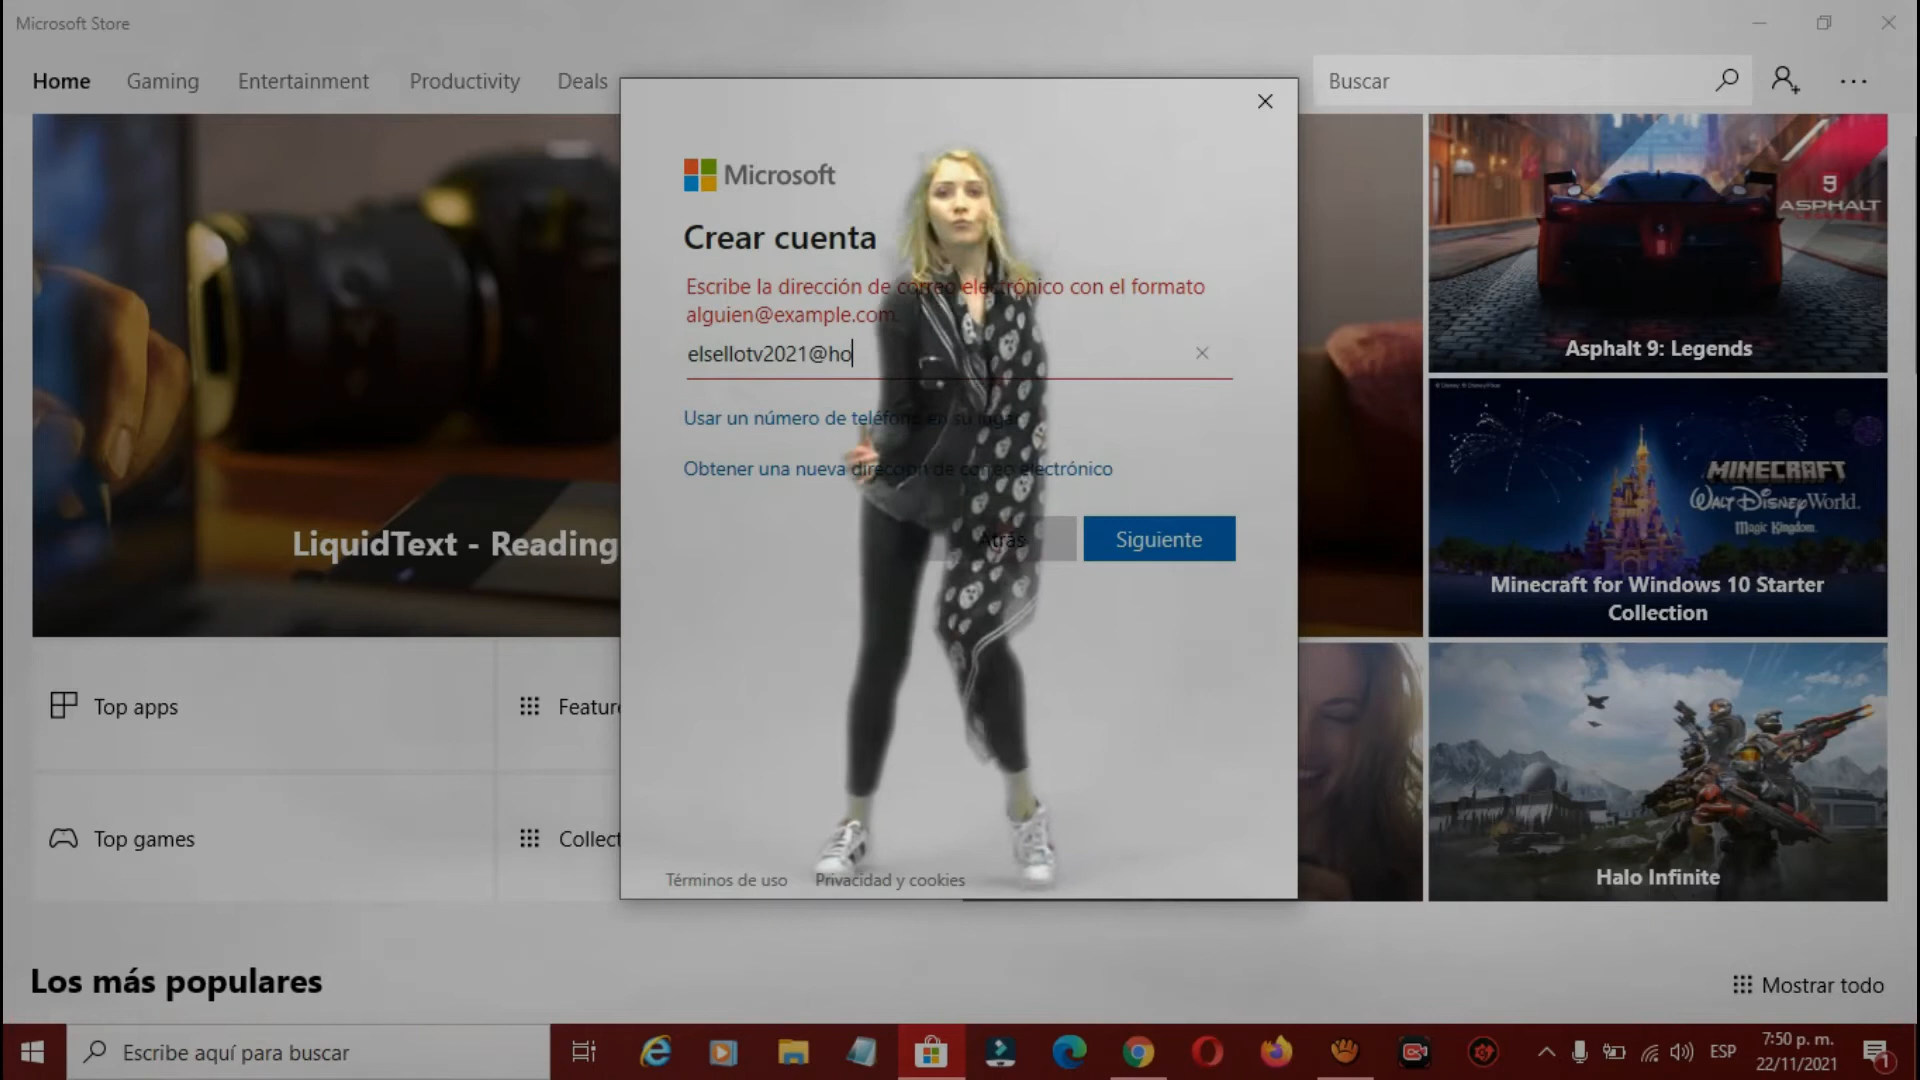 Microsoft Store
Home
Gaming
Entertainment
Productivity
Deals
Buscar
Microsoft
Crear cuenta
Escribe la dirección de correo electrónico con el formato
alguien@example.com
elsellotv2021@ho
Usar un número de teléfono en su lugar
Obtener una nueva dirección de correo electrónico
Atrás
Siguiente
Términos de uso
Privacidad y cookies
LiquidText - Reading
9
ASPHALT
Asphalt 9: Legends
MINECRAFT
Walt Disney World.
Magic Kingdom
Minecraft for Windows 10 Starter
Collection
Halo Infinite
Top apps
Featur
Top games
Collect
Los más populares
Mostrar todo
Escribe aquí para buscar
ESP
7:50 p. m.
22/11/2021
1